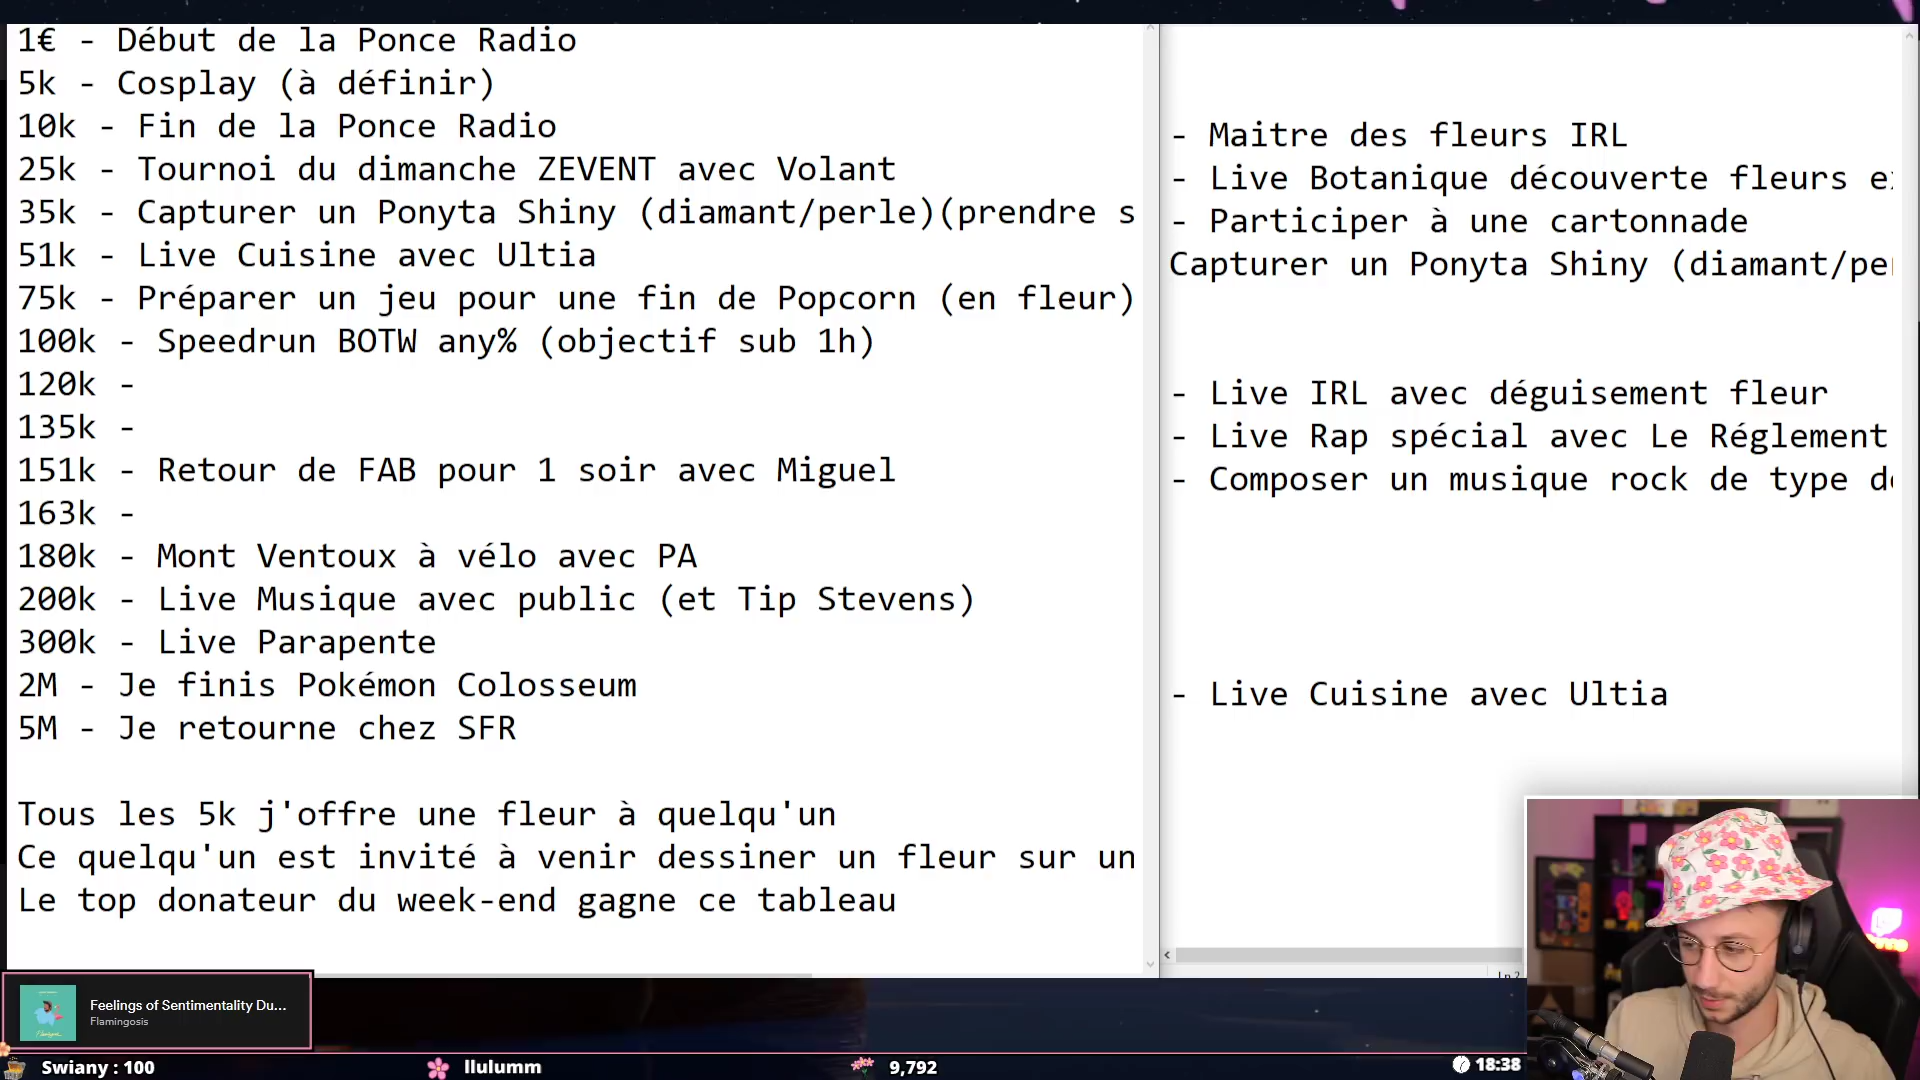 1€ - Début de la Ponce Radio
5k - Cosplay (à définir)
10k - Fin de la Ponce Radio
25k - Tournoi du dimanche ZEVENT avec Volant
35k - Capturer un Ponyta Shiny (diamant/perle)(prendre s
51k - Live Cuisine avec Ultia
75k - Préparer un jeu pour une fin de Popcorn (en fleur)
100k - Speedrun BOTW any% (objectif sub 1h)
120k -
135k -
151k - Retour de FAB pour 1 soir avec Miguel
163k -
180k - Mont Ventoux à vélo avec PA
200k - Live Musique avec public (et Tip Stevens)
300k - Live Parapente
2M - Je finis Pokémon Colosseum
5M - Je retourne chez SFR
Tous les 5k j'offre une fleur à quelqu'un
Ce quelqu'un est invité à venir dessiner un fleur sur un
Le top donateur du week-end gagne ce tableau
- Maitre des fleurs IRL
- Live Botanique découverte fleurs e
- Participer à une cartonnade
Capturer un Ponyta Shiny (diamant/pe
- Live IRL avec déguisement fleur
- Live Rap spécial avec Le Réglement
- Composer un musique rock de type d
- Live Cuisine avec Ultia
Feelings of Sentimentality Du...
Flamingosis
Swiany : 100
llulumm
9,792
18:38